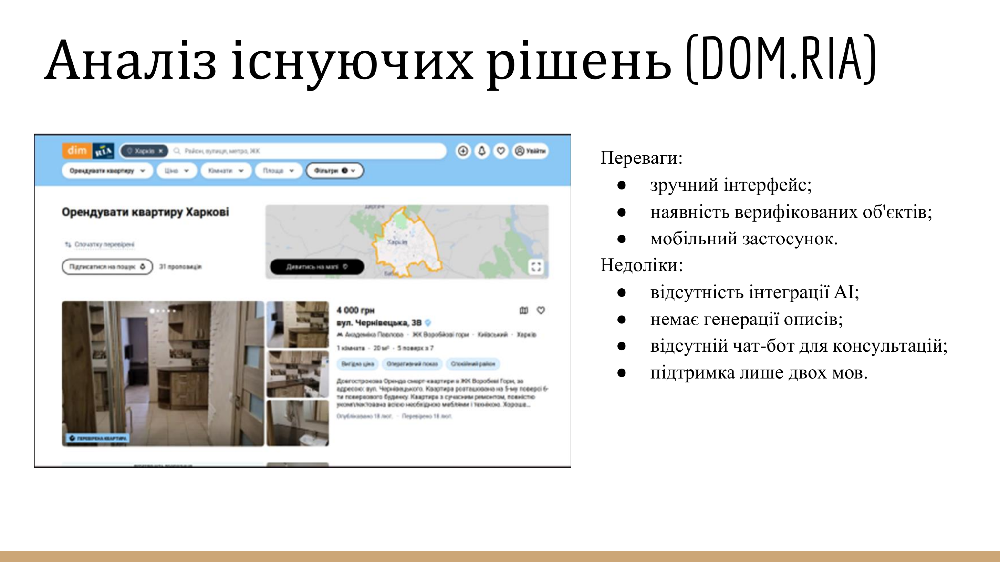 Аналіз існуючих рішень (DOM.RIA)
dim RIA
Харків × Район, вулиця, метро, ЖК
Увійти
Орендувати квартиру Ціна Кімнати Площа Фільтри
Орендувати квартиру Харкові
Спочатку перевірені
Підписатися на пошук 31 пропозиція
Харків
Дивитись на мапі
4 000 грн
вул. Чернівецька, 3В
Академіка Павлова · ЖК Воробйові гори · Київський · Харків
1 кімната · 20 м² · 5 поверх з 7
Вигідна ціна Оперативний показ Спокійний район
Довгострокова Оренда смарт-квартири в ЖК Воробеві Гори, за
адресою: вул. Чернівецького. Квартира розташована на 5-му поверсі 6-
ти поверхового будинку. Квартира з сучасним ремонтом, повністю
укомплектована всією необхідною меблями і технікою. Хороше...
Опубліковано 18 лют. · Перевірено 18 лют.
ПЕРЕВІРЕНА КВАРТИРА
Переваги:
● зручний інтерфейс;
● наявність верифікованих об'єктів;
● мобільний застосунок.
Недоліки:
● відсутність інтеграції AI;
● немає генерації описів;
● відсутній чат-бот для консультацій;
● підтримка лише двох мов.